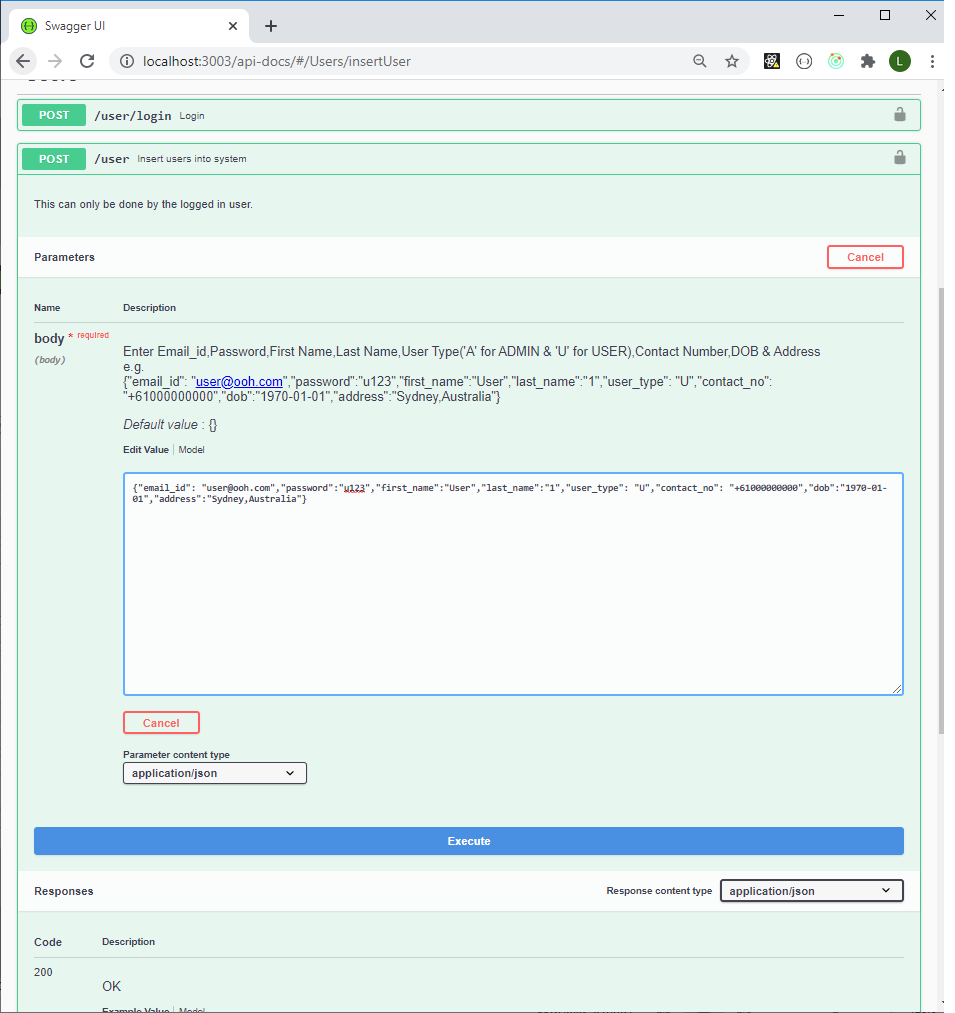 Swagger UI
localhost:3003/api-docs/#/Users/insertUser
L
POST /user/login Login
POST /user Insert users into system
This can only be done by the logged in user.
Parameters Cancel
Name Description
body * required
(body)
Enter Email_id,Password,First Name,Last Name,User Type('A' for ADMIN & 'U' for USER),Contact Number,DOB & Address
e.g.
{"email_id": "user@ooh.com","password":"u123","first_name":"User","last_name":"1","user_type": "U","contact_no":
"+61000000000","dob":"1970-01-01","address":"Sydney,Australia"}
Default value : {}
Edit Value Model
{"email_id": "user@ooh.com","password":"u123","first_name":"User","last_name":"1","user_type": "U","contact_no": "+61000000000","dob":"1970-01-
01","address":"Sydney,Australia"}
Cancel
Parameter content type
application/json
Execute
Responses Response content type application/json
Code Description
200
OK
Example Value Model